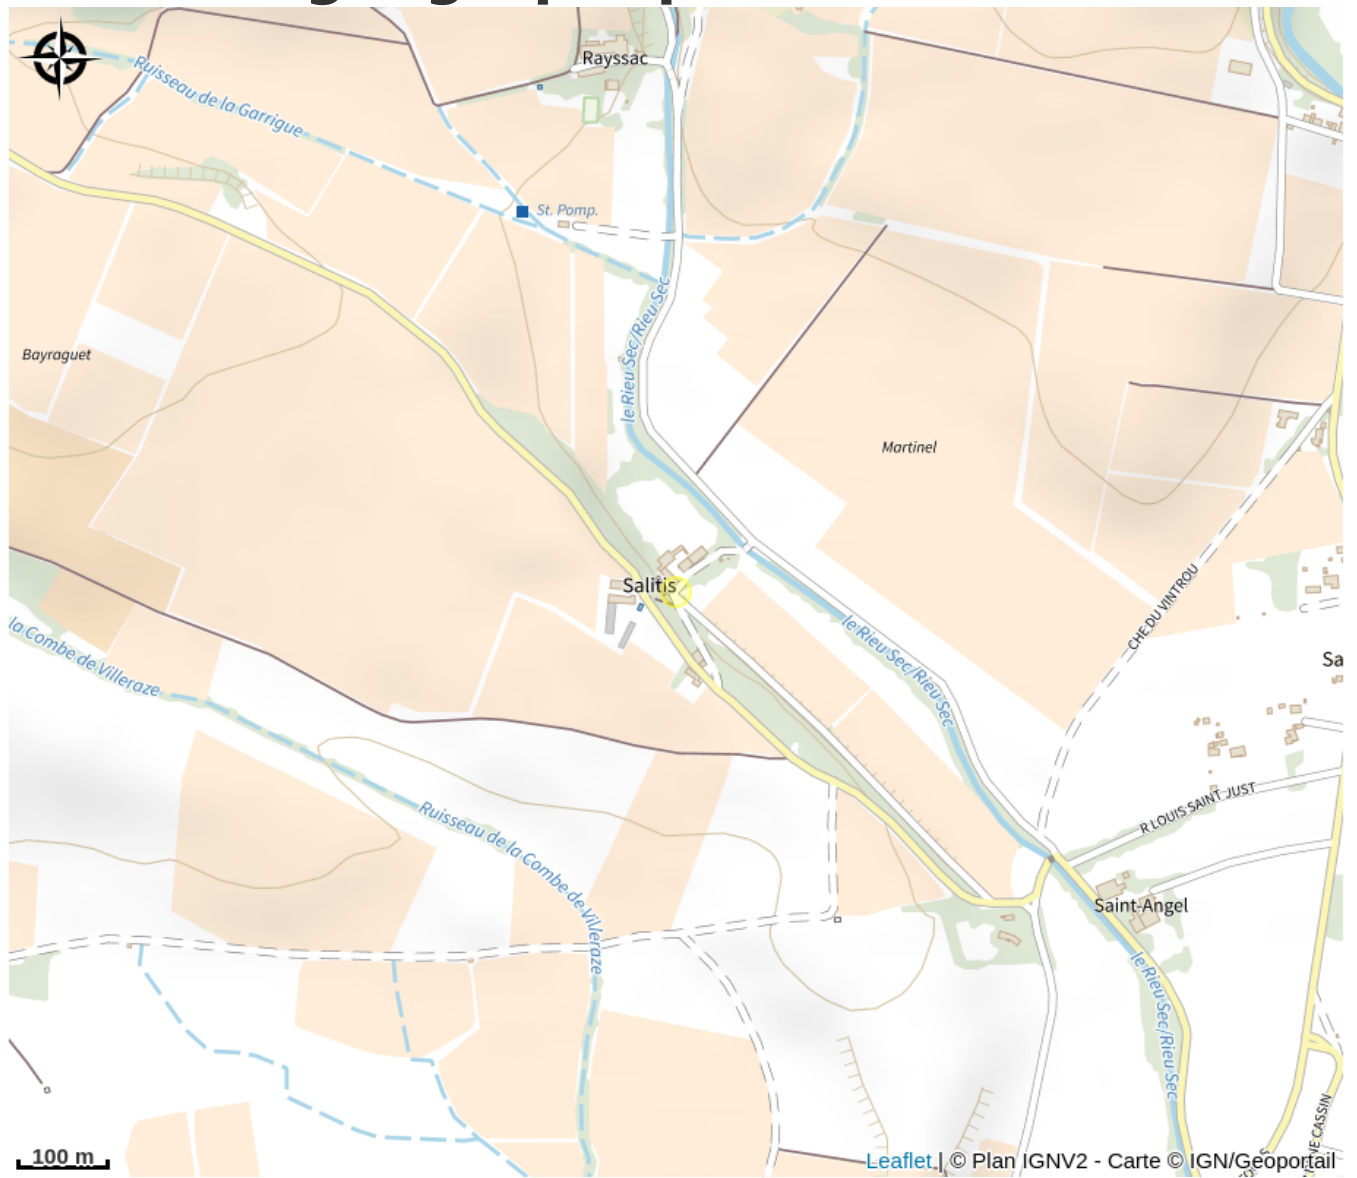 Rayssac
Ruisseau de la Garrigue
St. Pomp.
le Rieu Sec/Rieu Sec
Bayraguet
Martinel
Salitis
CHE DU VINTROU
le Rieu Sec/Rieu Sec
la Combe de Villeraze
Sa
Ruisseau de la Combe de Villeraze
R LOUIS SAINT JUST
Saint-Angel
le Rieu Sec/Rieu Sec
NE CASSIN
100 m
Leaflet | © Plan IGNV2 - Carte © IGN/Geoportail